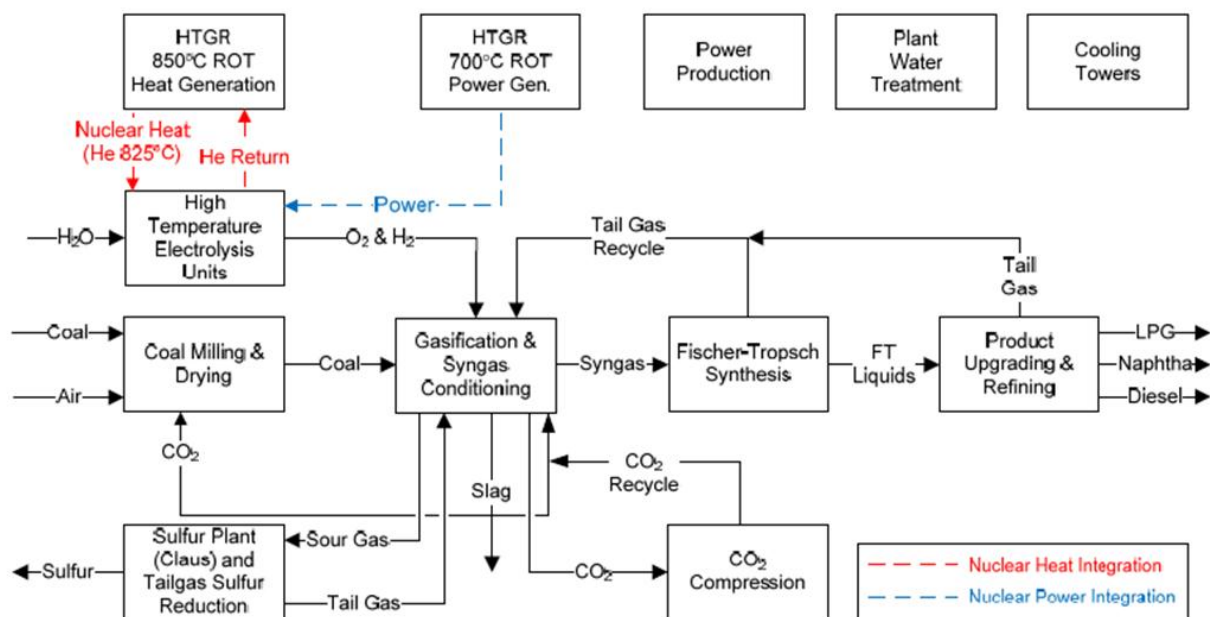 HTGR
850°C ROT
Heat Generation
HTGR
700°C ROT
Power Gen.
Power
Production
Plant
Water
Treatment
Cooling
Towers
Nuclear Heat
(He 825°C)
He Return
High
Temperature
Electrolysis
Units
Power
H₂O
O₂ & H₂
Tail Gas
Recycle
Tail
Gas
Coal
Air
Coal Milling &
Drying
Coal
Gasification &
Syngas
Conditioning
Syngas
Fischer-Tropsch
Synthesis
FT
Liquids
Product
Upgrading &
Refining
LPG
Naphtha
Diesel
CO₂
CO₂
Recycle
Slag
Sulfur
Sulfur Plant
(Claus) and
Tailgas Sulfur
Reduction
Sour Gas
Tail Gas
CO₂
CO₂
Compression
Nuclear Heat Integration
Nuclear Power Integration